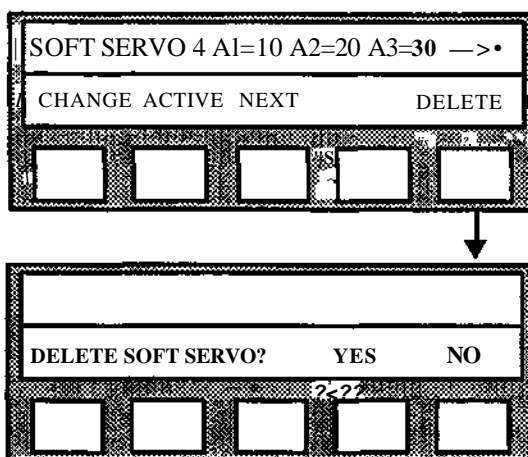 SOFT SERVO 4 A1=10 A2=20 A3=30 —>•
CHANGE ACTIVE NEXT DELETE
DELETE SOFT SERVO? YES NO